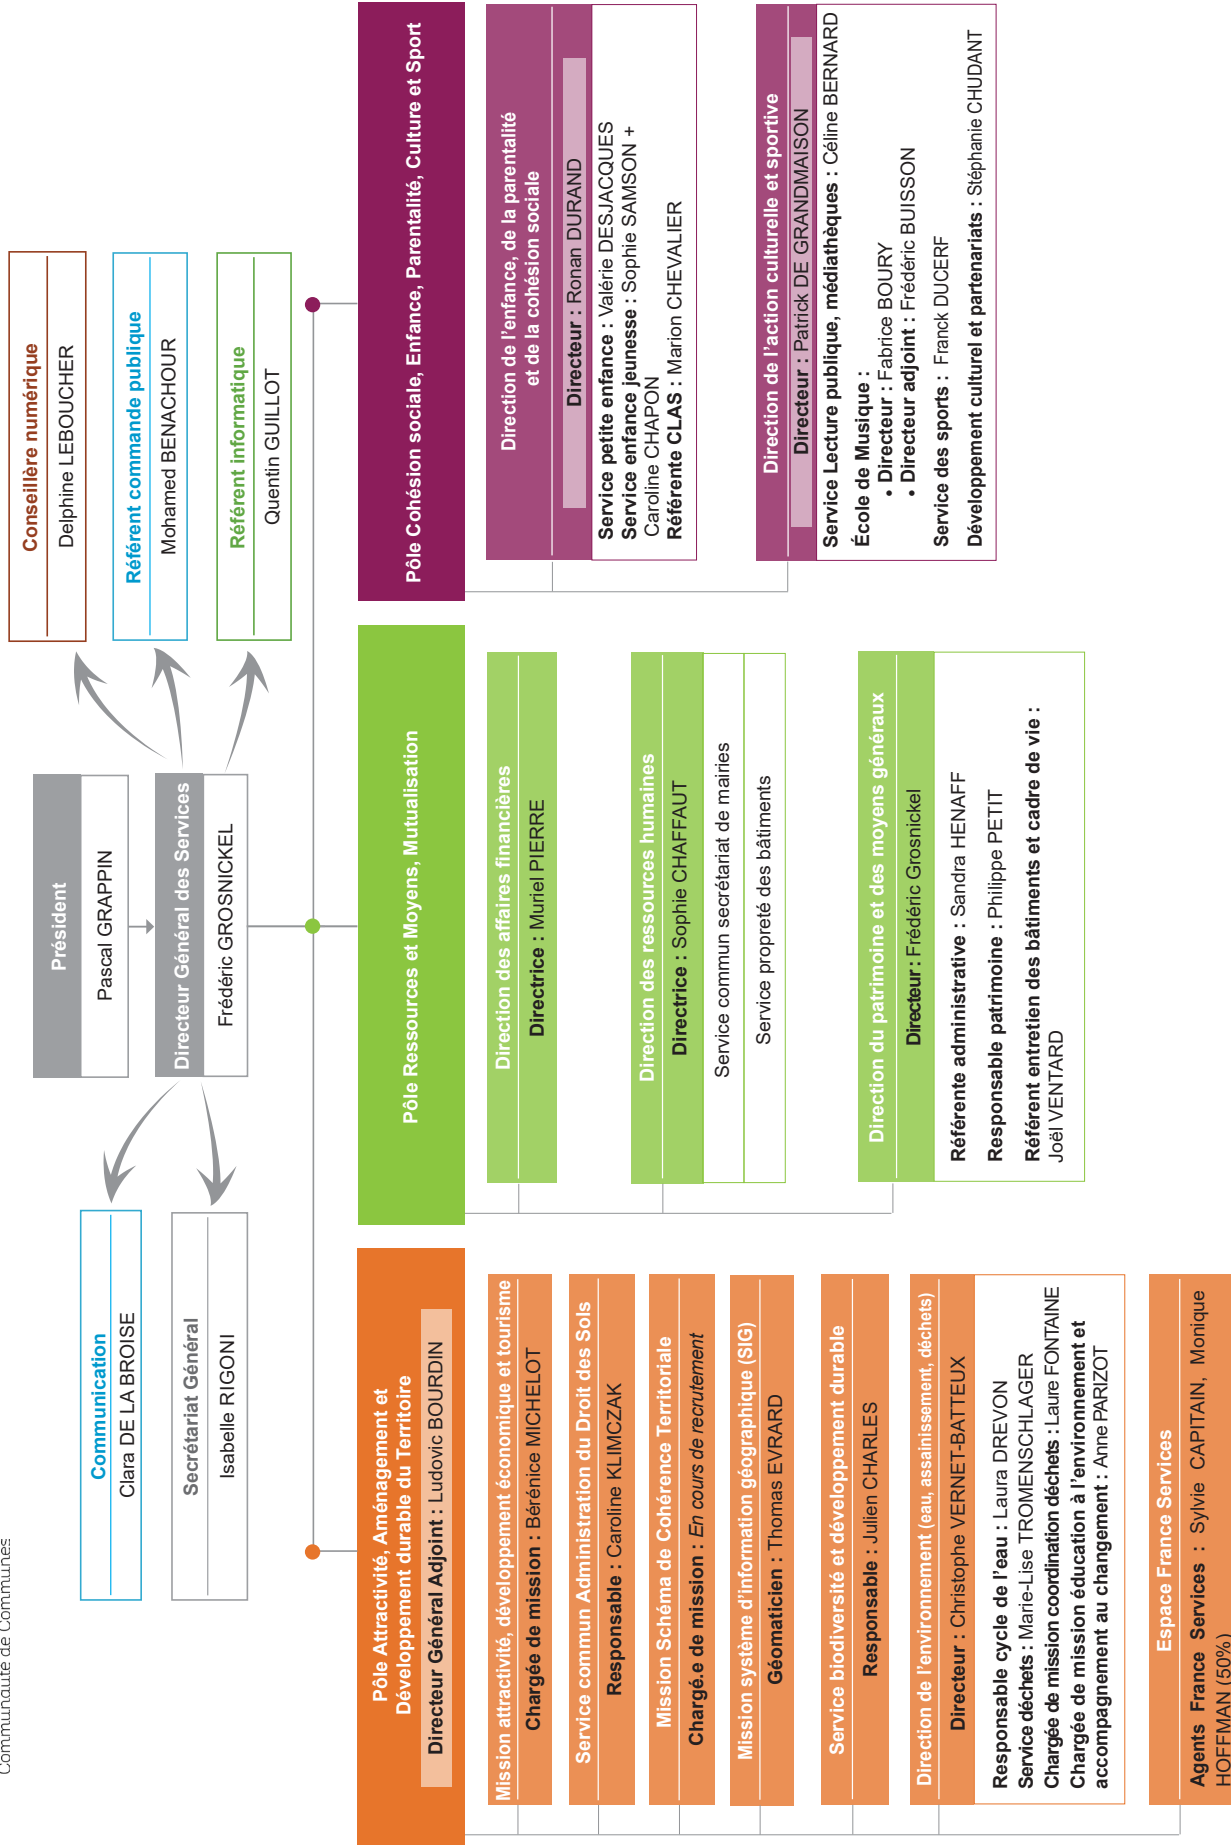 Communauté de Communes
Président
Pascal GRAPPIN
Directeur Général des Services
Frédéric GROSNICKEL
Communication
Clara DE LA BROISE
Secrétariat Général
Isabelle RIGONI
Conseillère numérique
Delphine LEBOUCHER
Référent commande publique
Mohamed BENACHOUR
Référent informatique
Quentin GUILLOT
Pôle Attractivité, Aménagement et
Développement durable du Territoire
Directeur Général Adjoint : Ludovic BOURDIN
Mission attractivité, développement économique et tourisme
Chargée de mission : Bérénice MICHELOT
Service commun Administration du Droit des Sols
Responsable : Caroline KLIMCZAK
Mission Schéma de Cohérence Territoriale
Chargé.e de mission : En cours de recrutement
Mission système d'information géographique (SIG)
Géomaticien : Thomas EVRARD
Service biodiversité et développement durable
Responsable : Julien CHARLES
Direction de l'environnement (eau, assainissement, déchets)
Directeur : Christophe VERNET-BATTEUX
Responsable cycle de l'eau : Laura DREVON
Service déchets : Marie-Lise TROMENSCHLAGER
Chargée de mission coordination déchets : Laure FONTAINE
Chargée de mission éducation à l'environnement et
accompagnement au changement : Anne PARIZOT
Espace France Services
Agents France Services : Sylvie CAPITAIN, Monique
HOFFMAN (50%)
Pôle Ressources et Moyens, Mutualisation
Direction des affaires financières
Directrice : Muriel PIERRE
Direction des ressources humaines
Directrice : Sophie CHAFFAUT
Service commun secrétariat de mairies
Service propreté des bâtiments
Direction du patrimoine et des moyens généraux
Directeur : Frédéric Grosnickel
Référente administrative : Sandra HENAFF
Responsable patrimoine : Philippe PETIT
Référent entretien des bâtiments et cadre de vie :
Joël VENTARD
Pôle Cohésion sociale, Enfance, Parentalité, Culture et Sport
Direction de l'enfance, de la parentalité
et de la cohésion sociale
Directeur : Ronan DURAND
Service petite enfance : Valérie DESJACQUES
Service enfance jeunesse : Sophie SAMSON +
Caroline CHAPON
Référente CLAS : Marion CHEVALIER
Direction de l'action culturelle et sportive
Directeur : Patrick DE GRANDMAISON
Service Lecture publique, médiathèques : Céline BERNARD
École de Musique :
• Directeur : Fabrice BOURY
• Directeur adjoint : Frédéric BUISSON
Service des sports : Franck DUCERF
Développement culturel et partenariats : Stéphanie CHUDANT